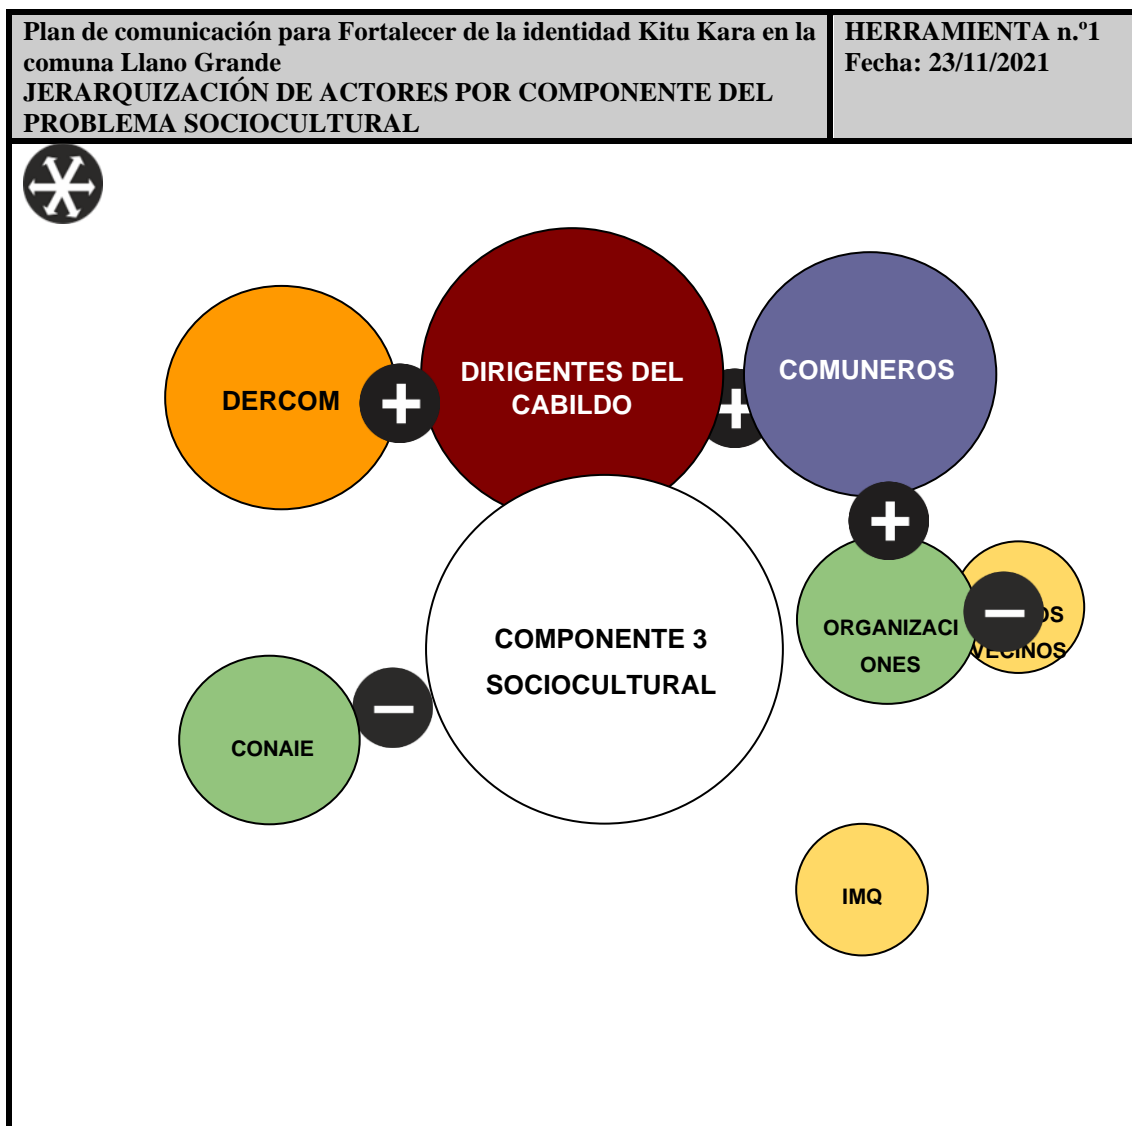 Plan de comunicación para Fortalecer de la identidad Kitu Kara en la
comuna Llano Grande
JERARQUIZACIÓN DE ACTORES POR COMPONENTE DEL
PROBLEMA SOCIOCULTURAL
HERRAMIENTA n.º1
Fecha: 23/11/2021
DERCOM
DIRIGENTES DEL
CABILDO
COMUNEROS
ORGANIZACI
ONES
VECINOS
COMPONENTE 3
SOCIOCULTURAL
CONAIE
IMQ